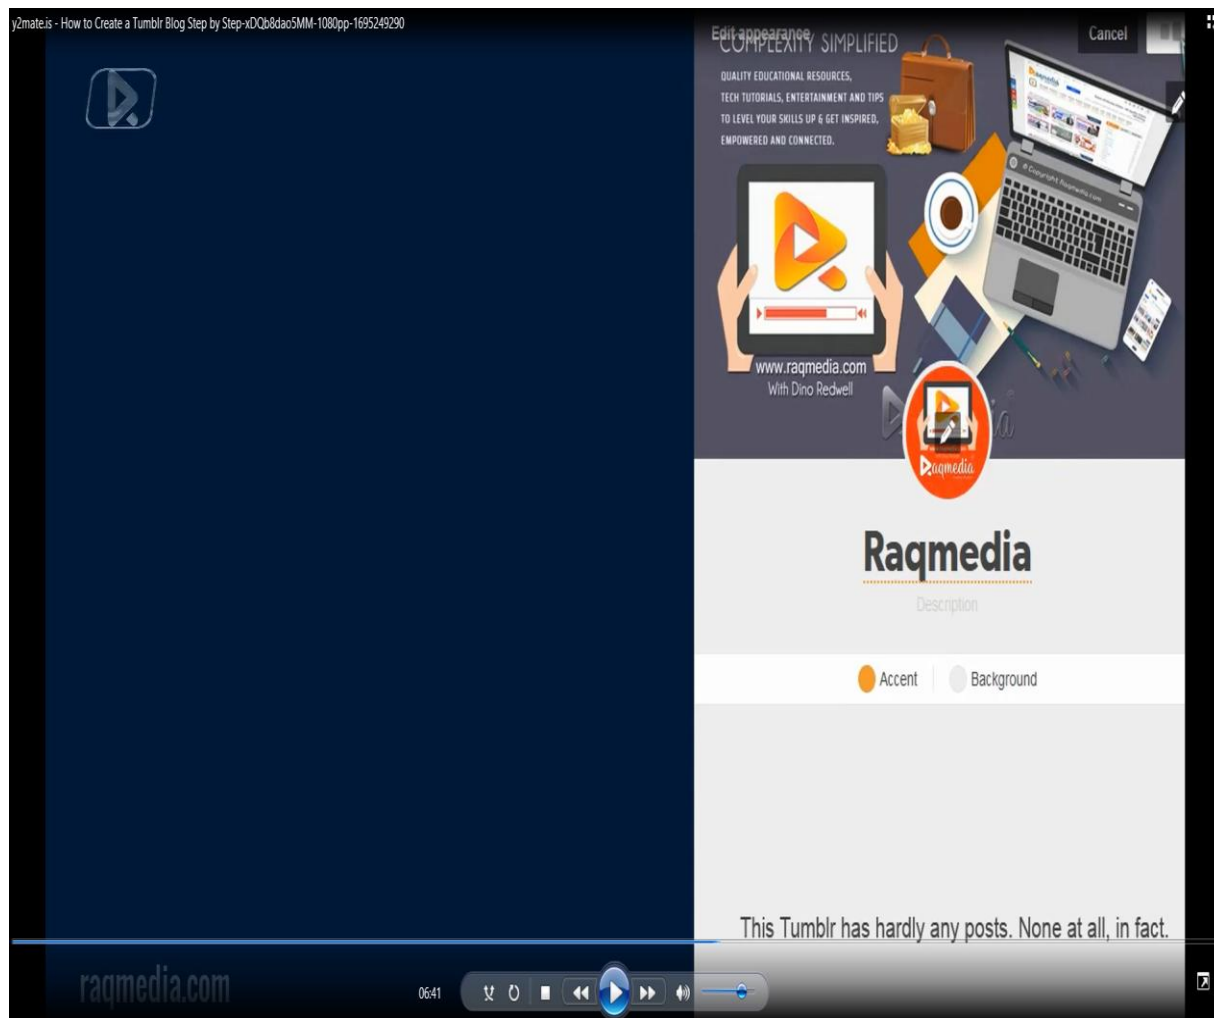 y2mate.is - How to Create a Tumblr Blog Step by Step-xDQb8dao5MM-1080pp-1695249290
Edit appearance
Cancel
COMPLEXITY SIMPLIFIED
QUALITY EDUCATIONAL RESOURCES,
TECH TUTORIALS, ENTERTAINMENT AND TIPS
TO LEVEL YOUR SKILLS UP & GET INSPIRED,
EMPOWERED AND CONNECTED.
© Copyright Raqmedia.com
www.raqmedia.com
With Dino Redwell
Raqmedia
Raqmedia
Description
Accent
Background
This Tumblr has hardly any posts. None at all, in fact.
raqmedia.com
06:41